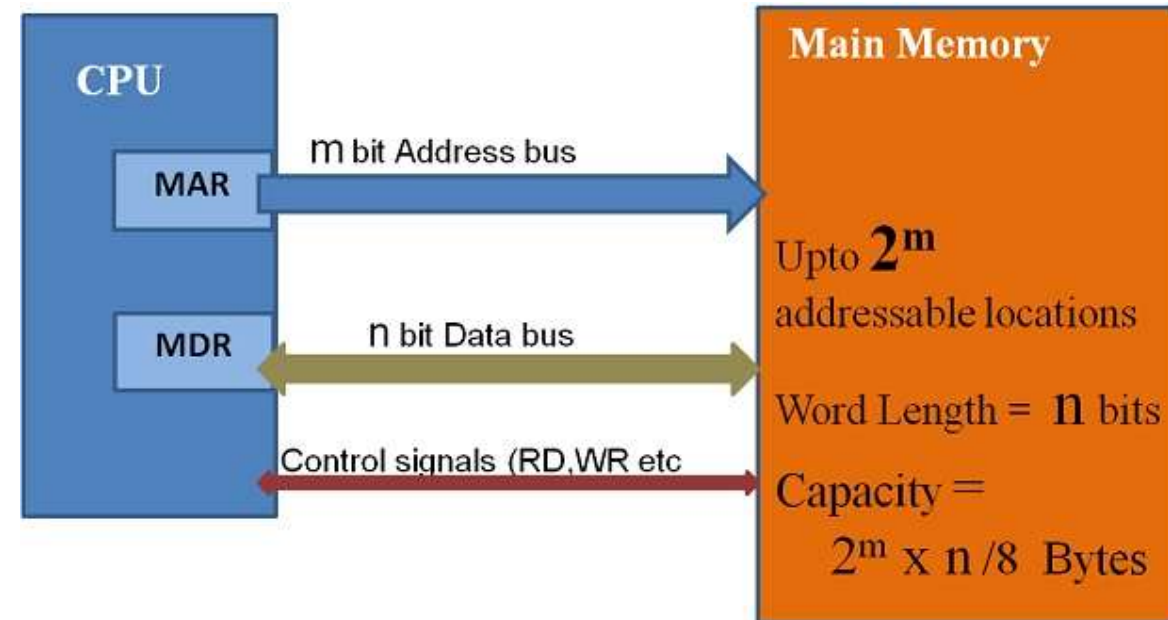 CPU
MAR
MDR
m bit Address bus
n bit Data bus
Control signals (RD,WR etc
Main Memory
Upto 2ᵐ
addressable locations
Word Length = n bits
Capacity =
2ᵐ x n /8 Bytes